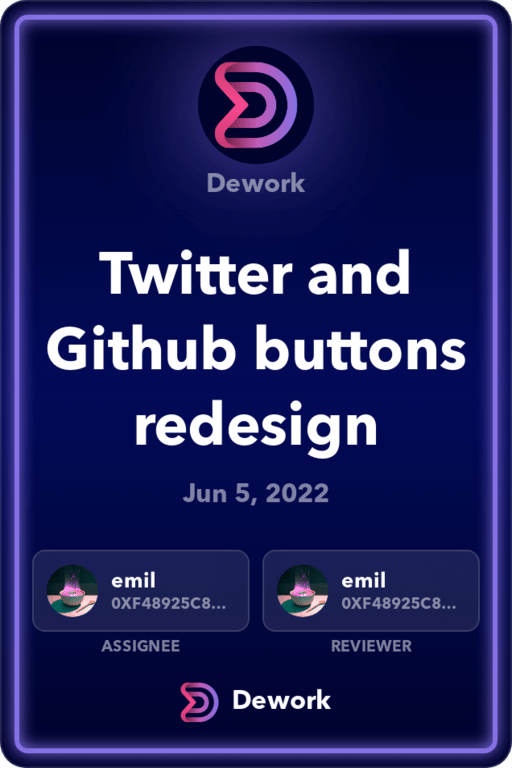 Dework
Twitter and
Github buttons
redesign
Jun 5, 2022
emil
0XF48925C8...
ASSIGNEE
emil
0XF48925C8...
REVIEWER
Dework